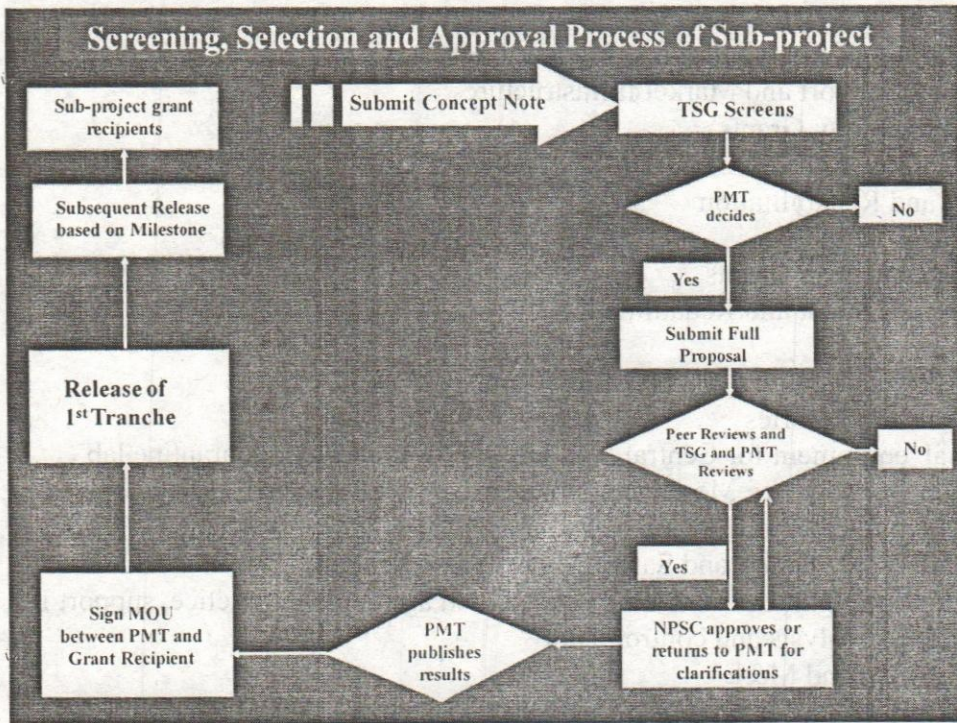 Screening, Selection and Approval Process of Sub-project
Submit Concept Note
TSG Screens
PMT
decides
No
Yes
Submit Full
Proposal
Peer Reviews and
TSG and PMT
Reviews
No
Yes
NPSC approves or
returns to PMT for
clarifications
PMT
publishes
results
Sign MOU
between PMT and
Grant Recipient
Release of
1st Tranche
Subsequent Release
based on Milestone
Sub-project grant
recipients